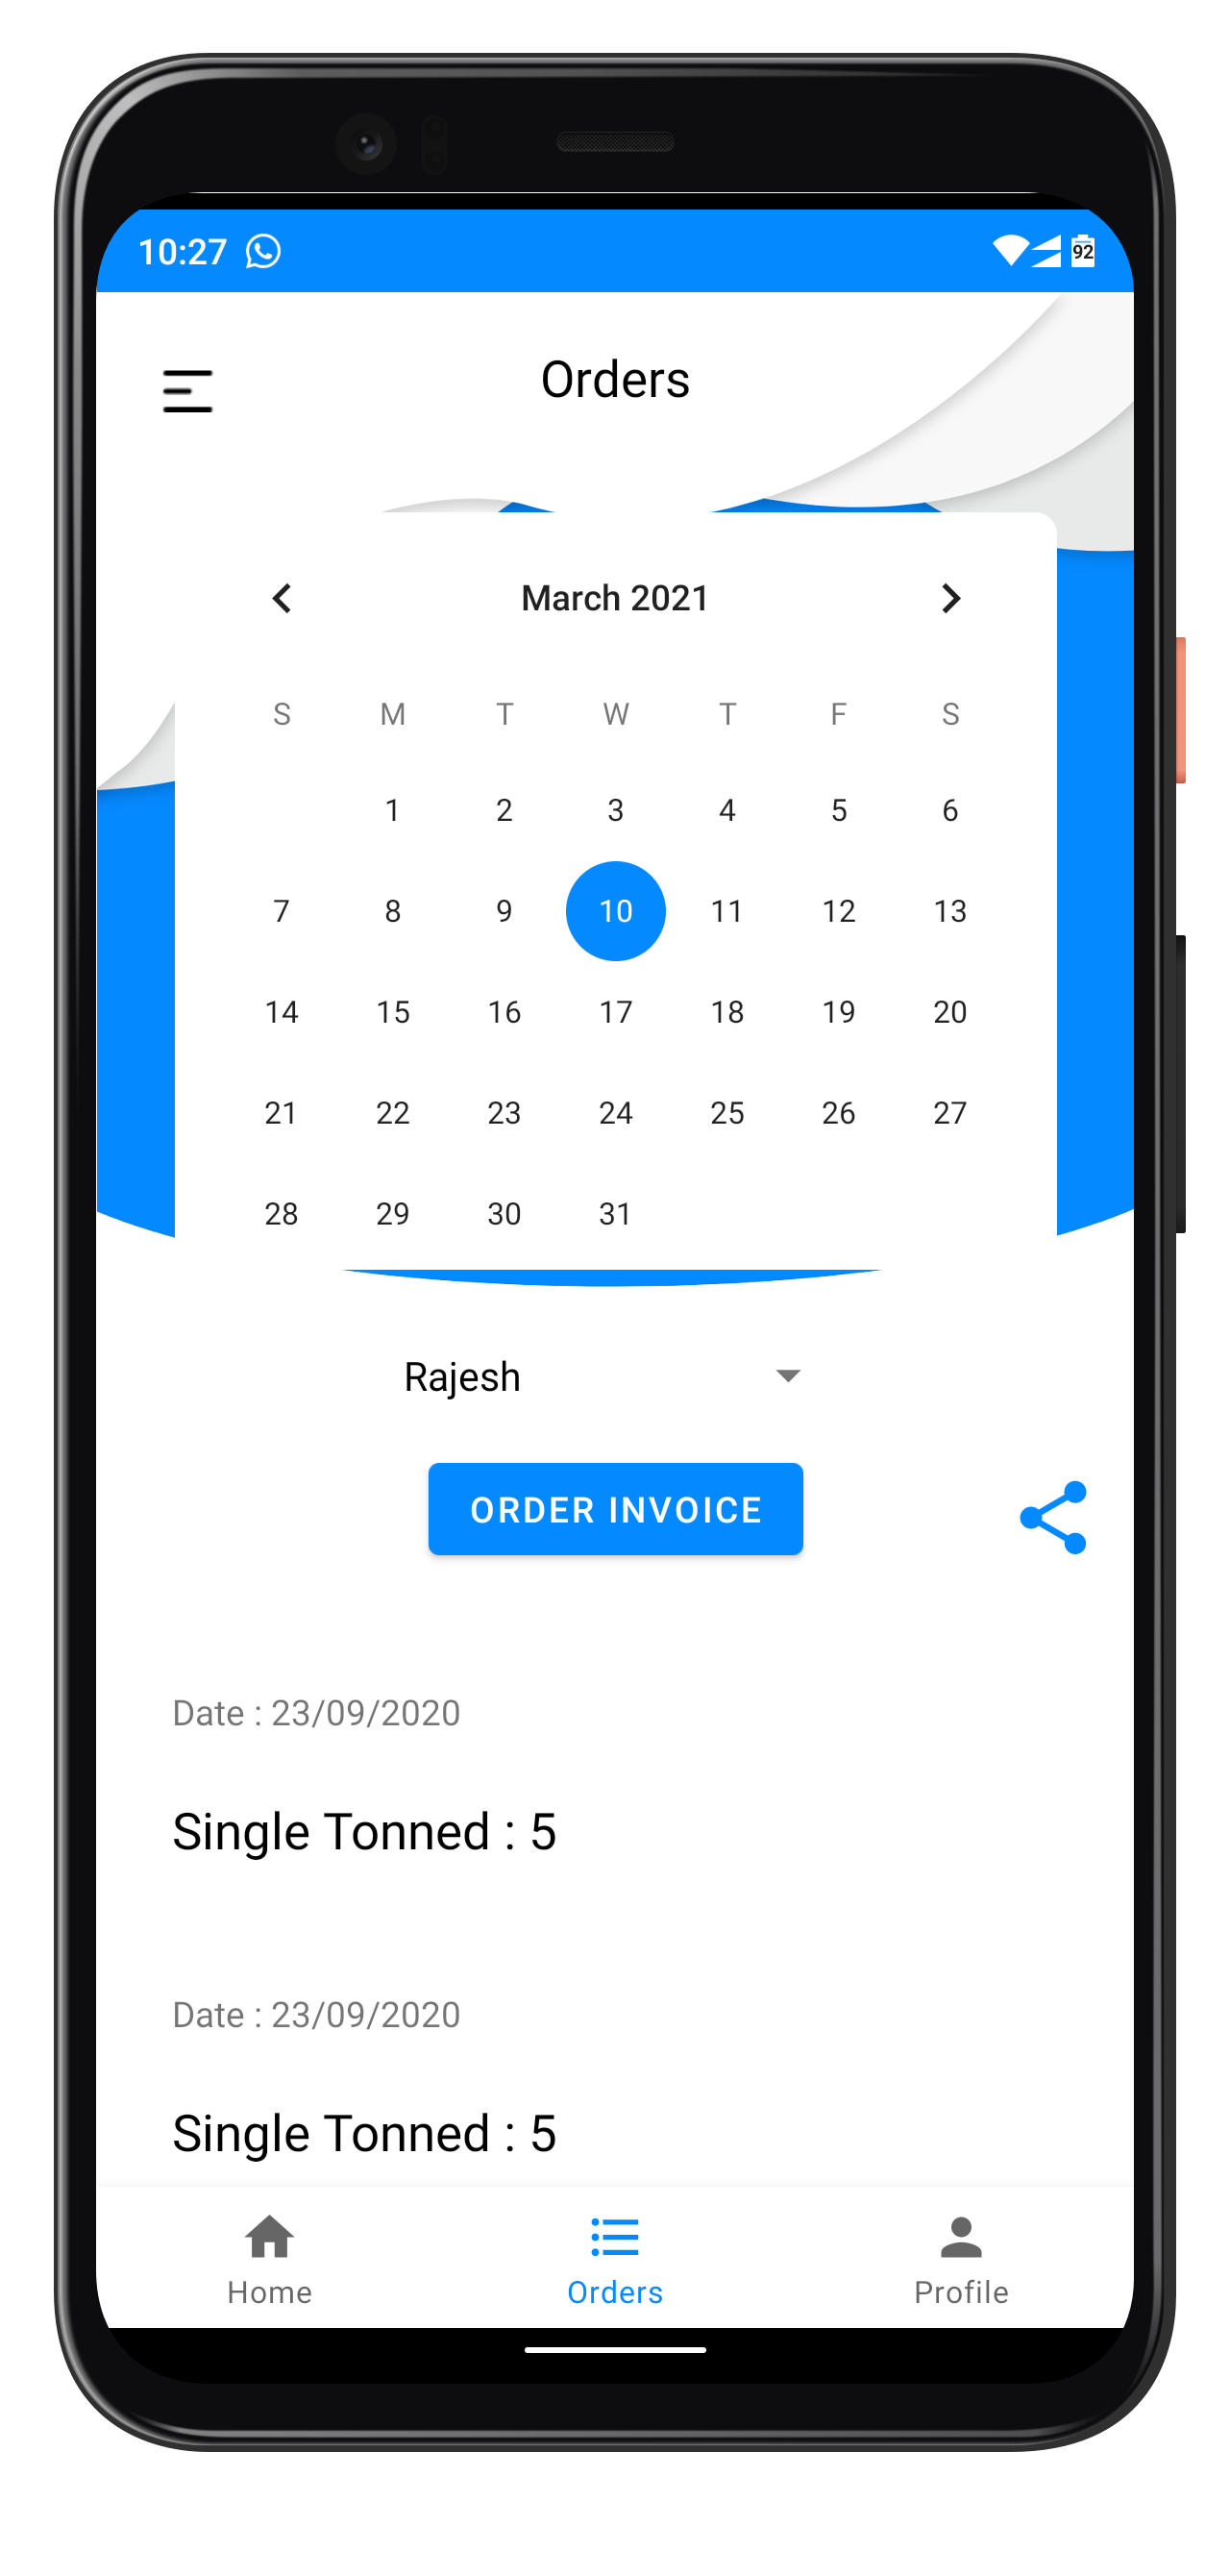 10:27 92
Orders
March 2021
S M T W T F S
1 2 3 4 5 6
7 8 9 10 11 12 13
14 15 16 17 18 19 20
21 22 23 24 25 26 27
28 29 30 31
Rajesh
ORDER INVOICE
Date : 23/09/2020
Single Tonned : 5
Date : 23/09/2020
Single Tonned : 5
Home Orders Profile